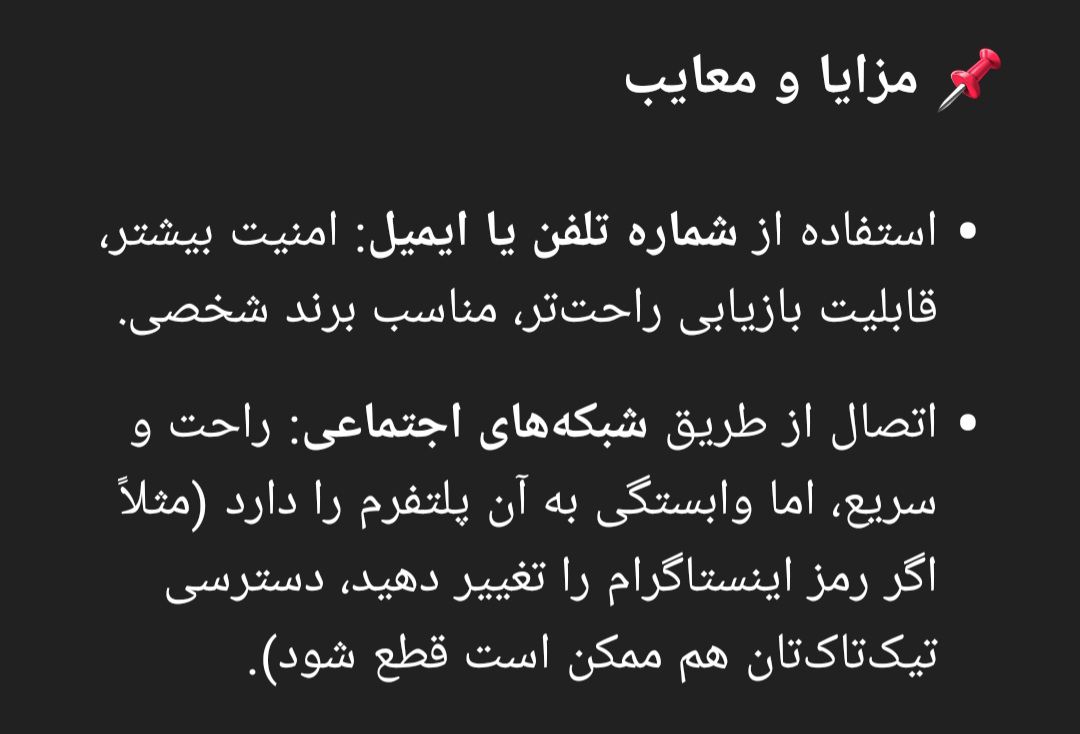 📌 مزایا و معایب
• استفاده از شماره تلفن یا ایمیل: امنیت بیشتر،
قابلیت بازیابی راحت‌تر، مناسب برند شخصی.
• اتصال از طریق شبکه‌های اجتماعی: راحت و
سریع، اما وابستگی به آن پلتفرم را دارد (مثلاً
اگر رمز اینستاگرام را تغییر دهید، دسترسی
تیک‌تاک‌تان هم ممکن است قطع شود).